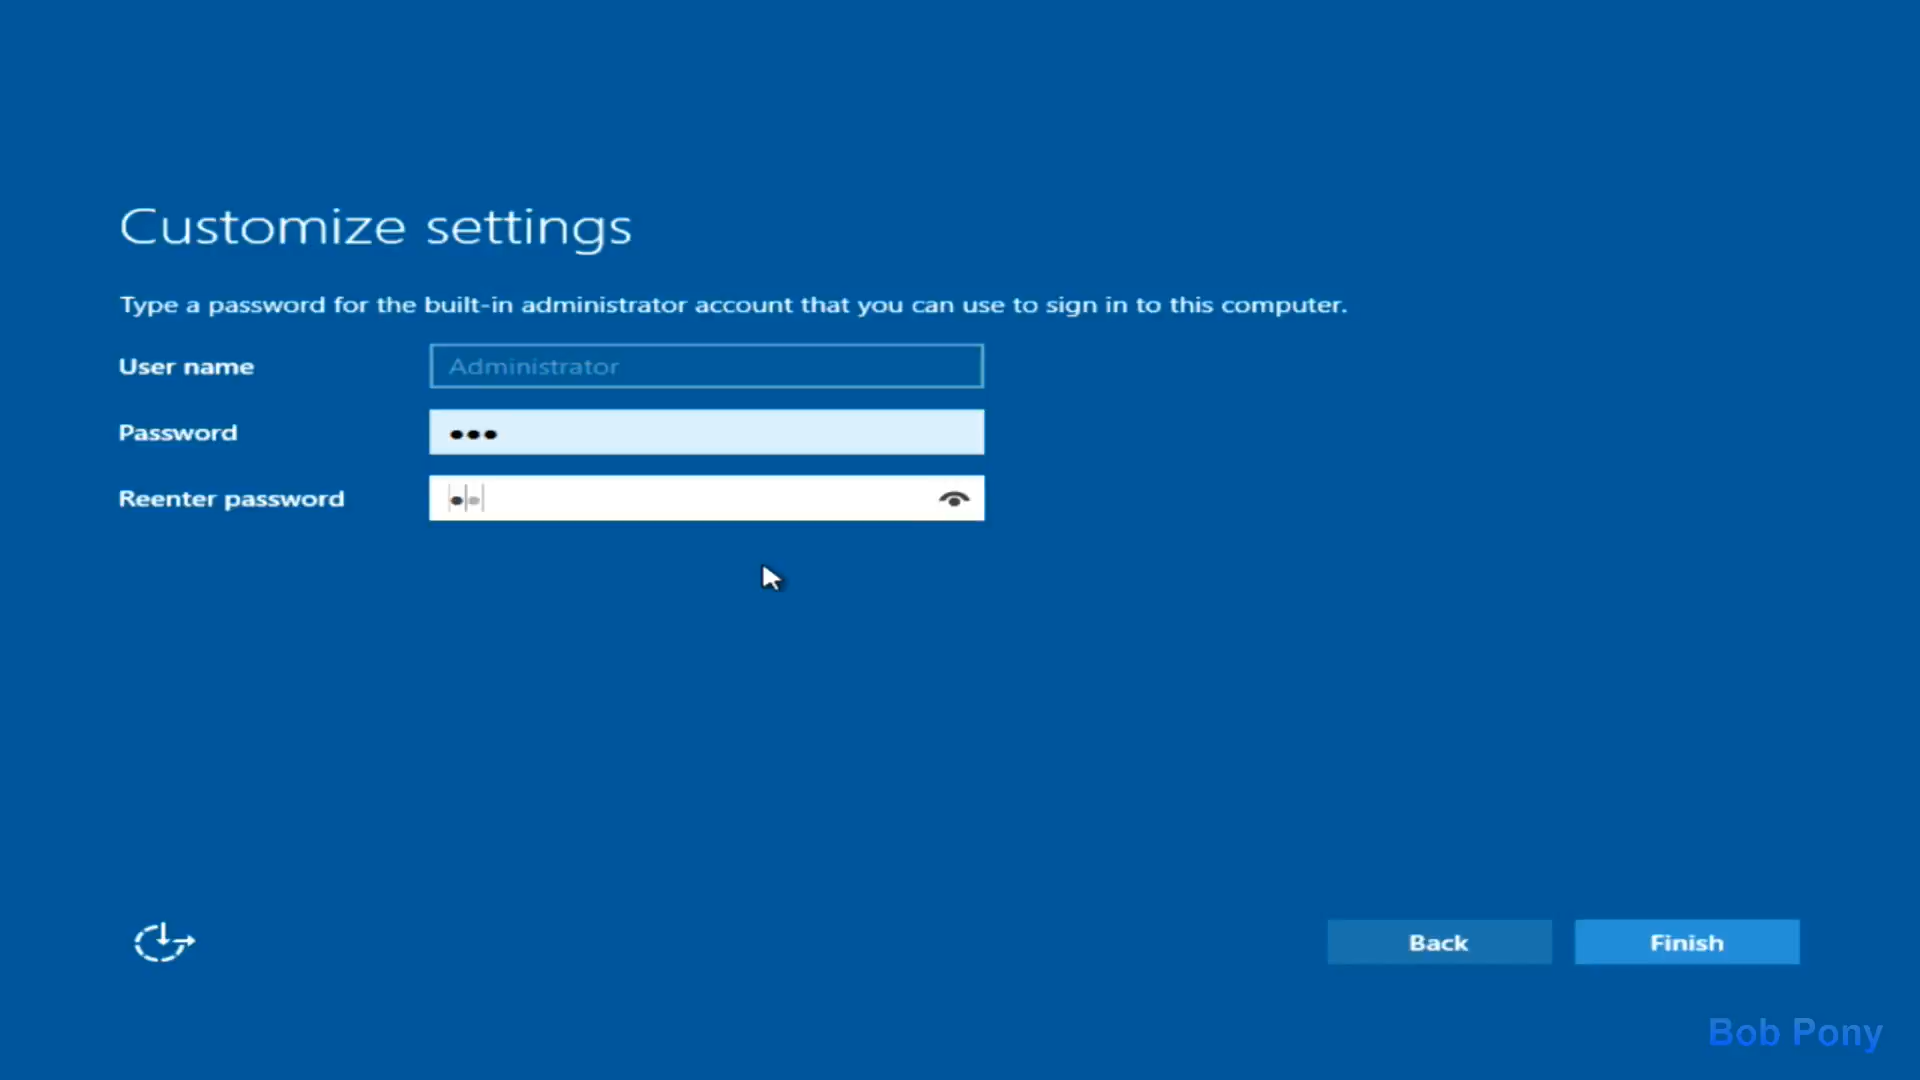 Customize settings
Type a password for the built-in administrator account that you can use to sign in to this computer.
User name
Administrator
Password
Reenter password
Back
Finish
Bob Pony